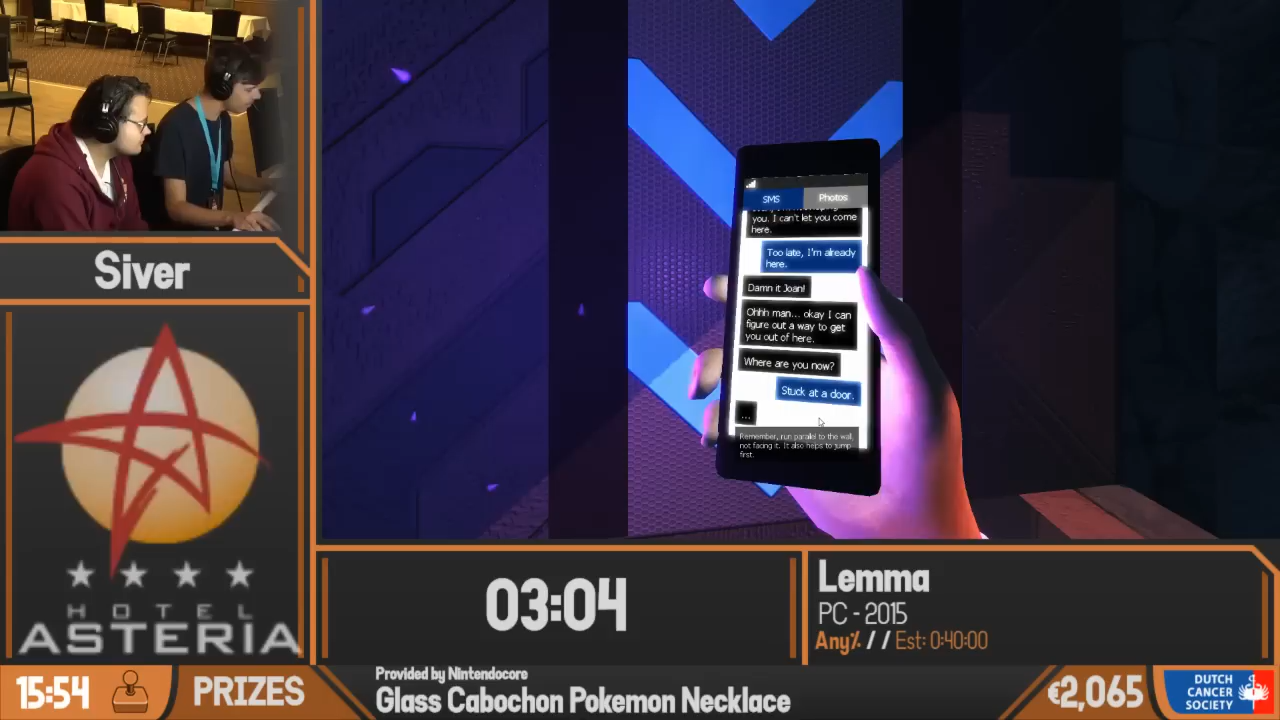 SMS
Photos
you. I can't let you come
here.
Too late, I'm already
here.
Damn it Joan!
Ohhh man... okay I can
figure out a way to get
you out of here.
Where are you now?
Stuck at a door.
...
Remember, run parallel to the wall,
not facing it. It also helps to jump
first.
Siver
HOTEL
ASTERIA
03:04
Lemma
PC - 2015
Any% / / Est: 0:40:00
15:54
PRIZES
Provided by Nintendocore
Glass Cabochon Pokemon Necklace
€2,065
DUTCH
CANCER
SOCIETY